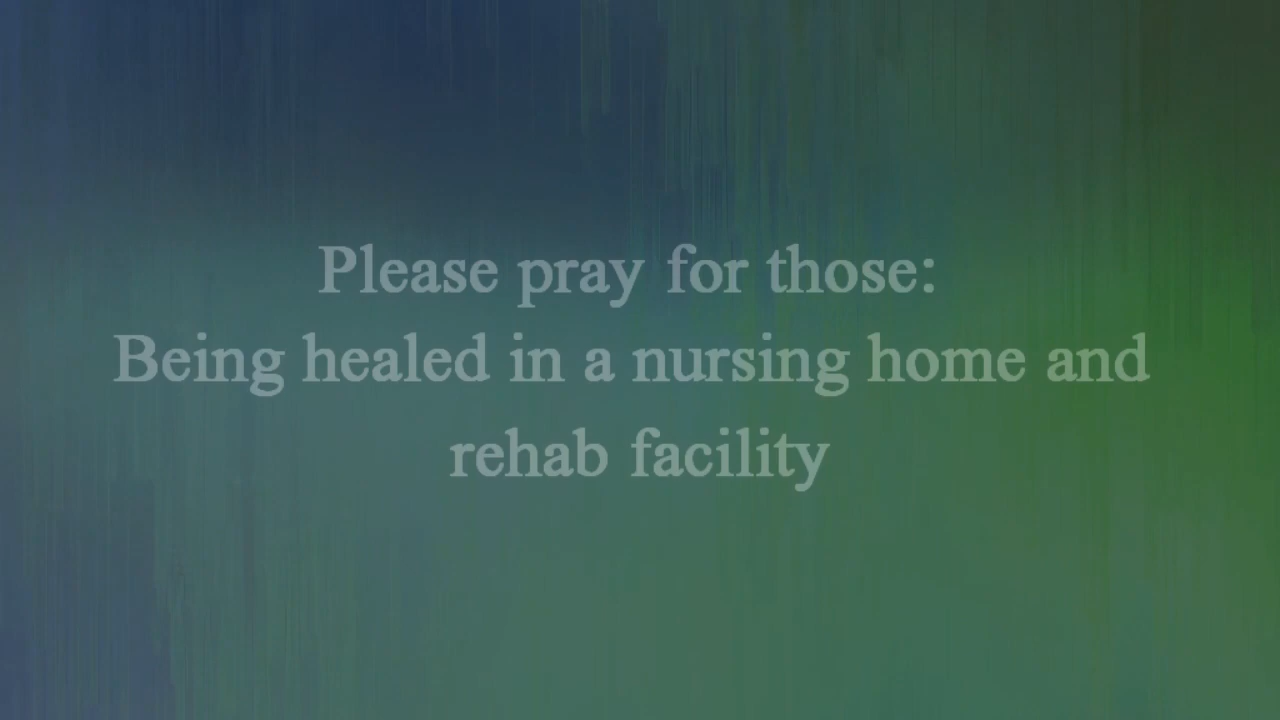 Please pray for those:
Being healed in a nursing home and
rehab facility